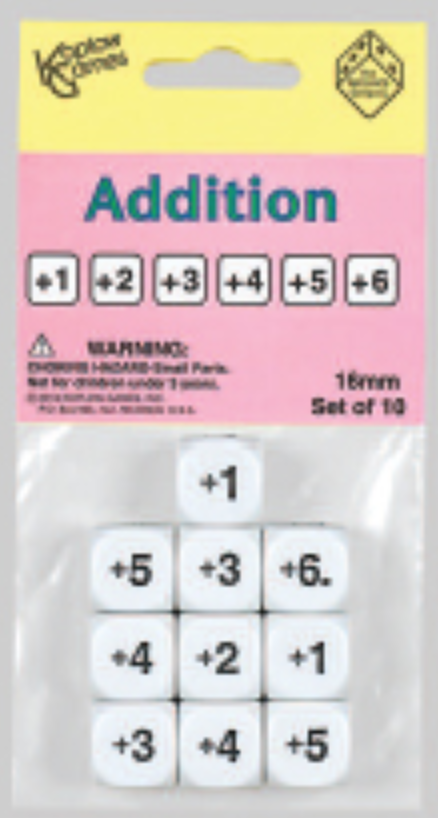 Koplow
Games
Addition
+1 +2 +3 +4 +5 +6
WARNING:
CHOKING HAZARD-Small Parts.
Not for children under 3 years.
16mm
Set of 10
+1
+5 +3 +6.
+4 +2 +1
+3 +4 +5